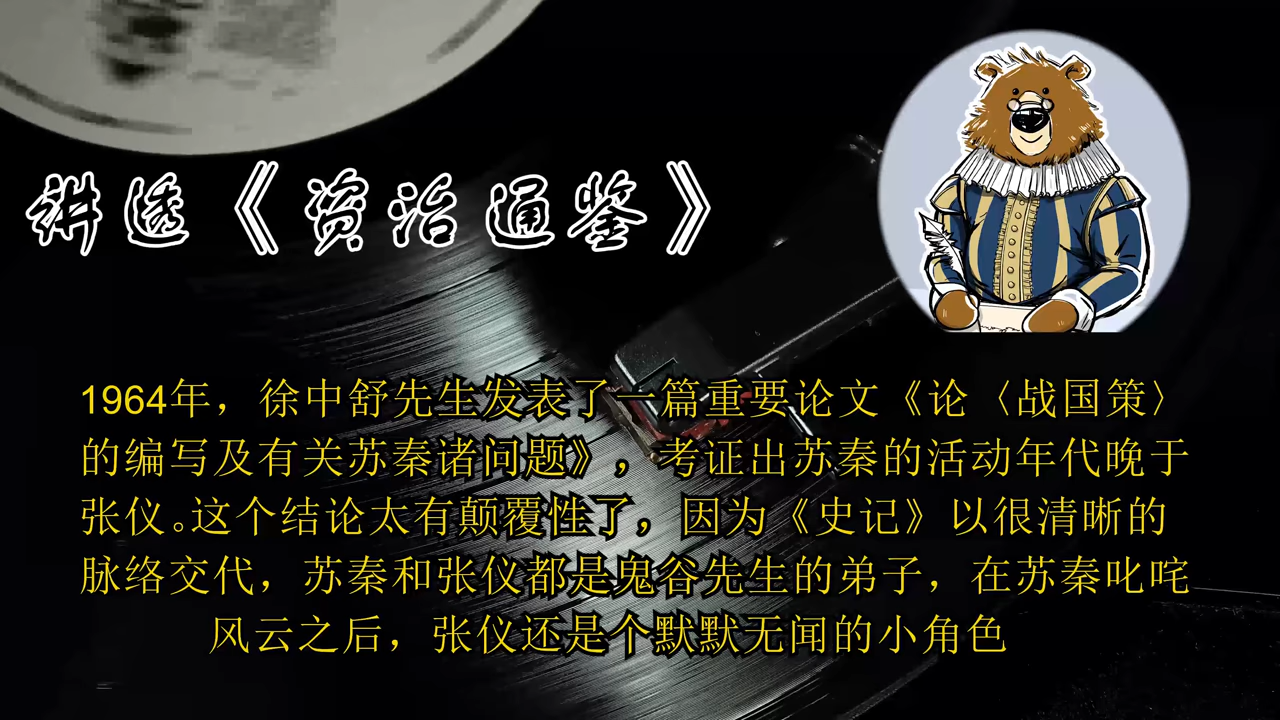 讲透《资治通鉴》
1964年，徐中舒先生发表了一篇重要论文《论〈战国策〉
的编写及有关苏秦诸问题》，考证出苏秦的活动年代晚于
张仪。这个结论太有颠覆性了，因为《史记》以很清晰的
脉络交代，苏秦和张仪都是鬼谷先生的弟子，在苏秦叱咤
风云之后，张仪还是个默默无闻的小角色